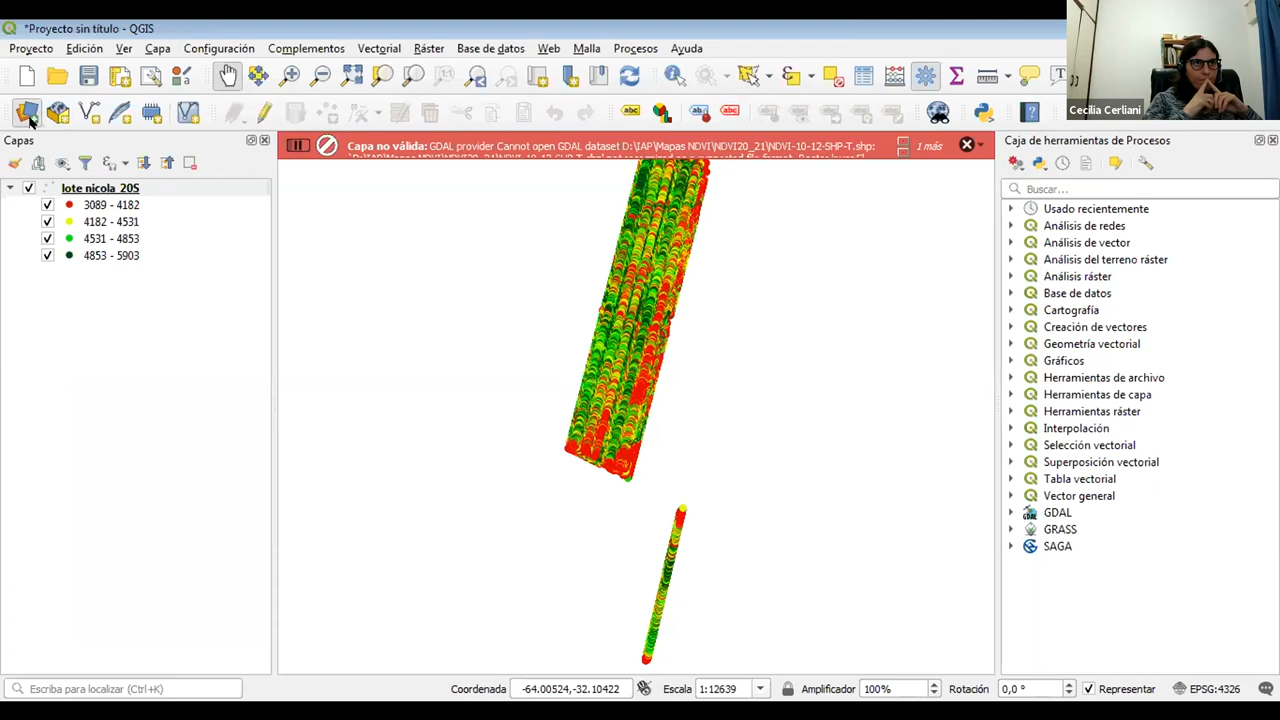 *Proyecto sin título - QGIS
Proyecto Edición Ver Capa Configuración Complementos Vectorial Ráster Base de datos Web Malla Procesos Ayuda
Cecilia Cerliani
Capas
Capa no válida: GDAL provider Cannot open GDAL dataset D:\IAP\Mapas NDVI\NDVI20_21\NDVI-10-12-SHP-T.shp:
1 más
Caja de herramientas de Procesos
Buscar...
lote nicola_20S
3089 - 4182
4182 - 4531
4531 - 4853
4853 - 5903
Usado recientemente
Análisis de redes
Análisis de vector
Análisis del terreno ráster
Análisis ráster
Base de datos
Cartografía
Creación de vectores
Geometría vectorial
Gráficos
Herramientas de archivo
Herramientas de capa
Herramientas ráster
Interpolación
Selección vectorial
Superposición vectorial
Tabla vectorial
Vector general
GDAL
GRASS
SAGA
Escriba para localizar (Ctrl+K)
Coordenada -64.00524,-32.10422 Escala 1:12639 Amplificador 100% Rotación 0,0 ° Representar EPSG:4326